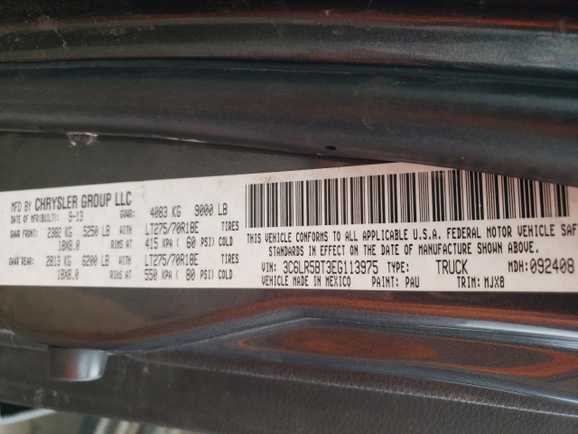 MFD BY CHRYSLER GROUP LLC
DATE OF MFR(BUILT): 9-13 GVWR: 4083 KG 9000 LB
GAWR FRONT: 2382 KG 5250 LB WITH LT275/70R18E TIRES
18X8.0 RIMS AT 415 KPA ( 60 PSI) COLD
GAWR REAR: 2813 KG 6200 LB WITH LT275/70R18E TIRES
18X8.0 RIMS AT 550 KPA ( 80 PSI) COLD
THIS VEHICLE CONFORMS TO ALL APPLICABLE U.S.A. FEDERAL MOTOR VEHICLE SAF
STANDARDS IN EFFECT ON THE DATE OF MANUFACTURE SHOWN ABOVE.
VIN: 3C6LR5BT3EG113975 TYPE: TRUCK MDH: 092408
VEHICLE MADE IN MEXICO PAINT: PAU TRIM: MJX8